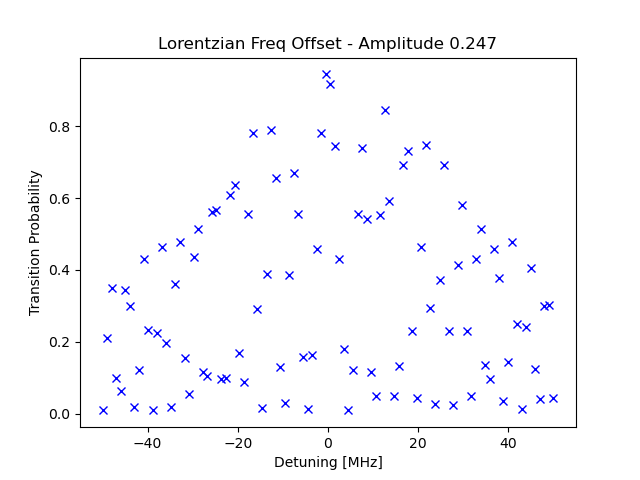 Lorentzian Freq Offset - Amplitude 0.247
Transition Probability
0.8
0.6
0.4
0.2
0.0
−40 −20 0 20 40
Detuning [MHz]